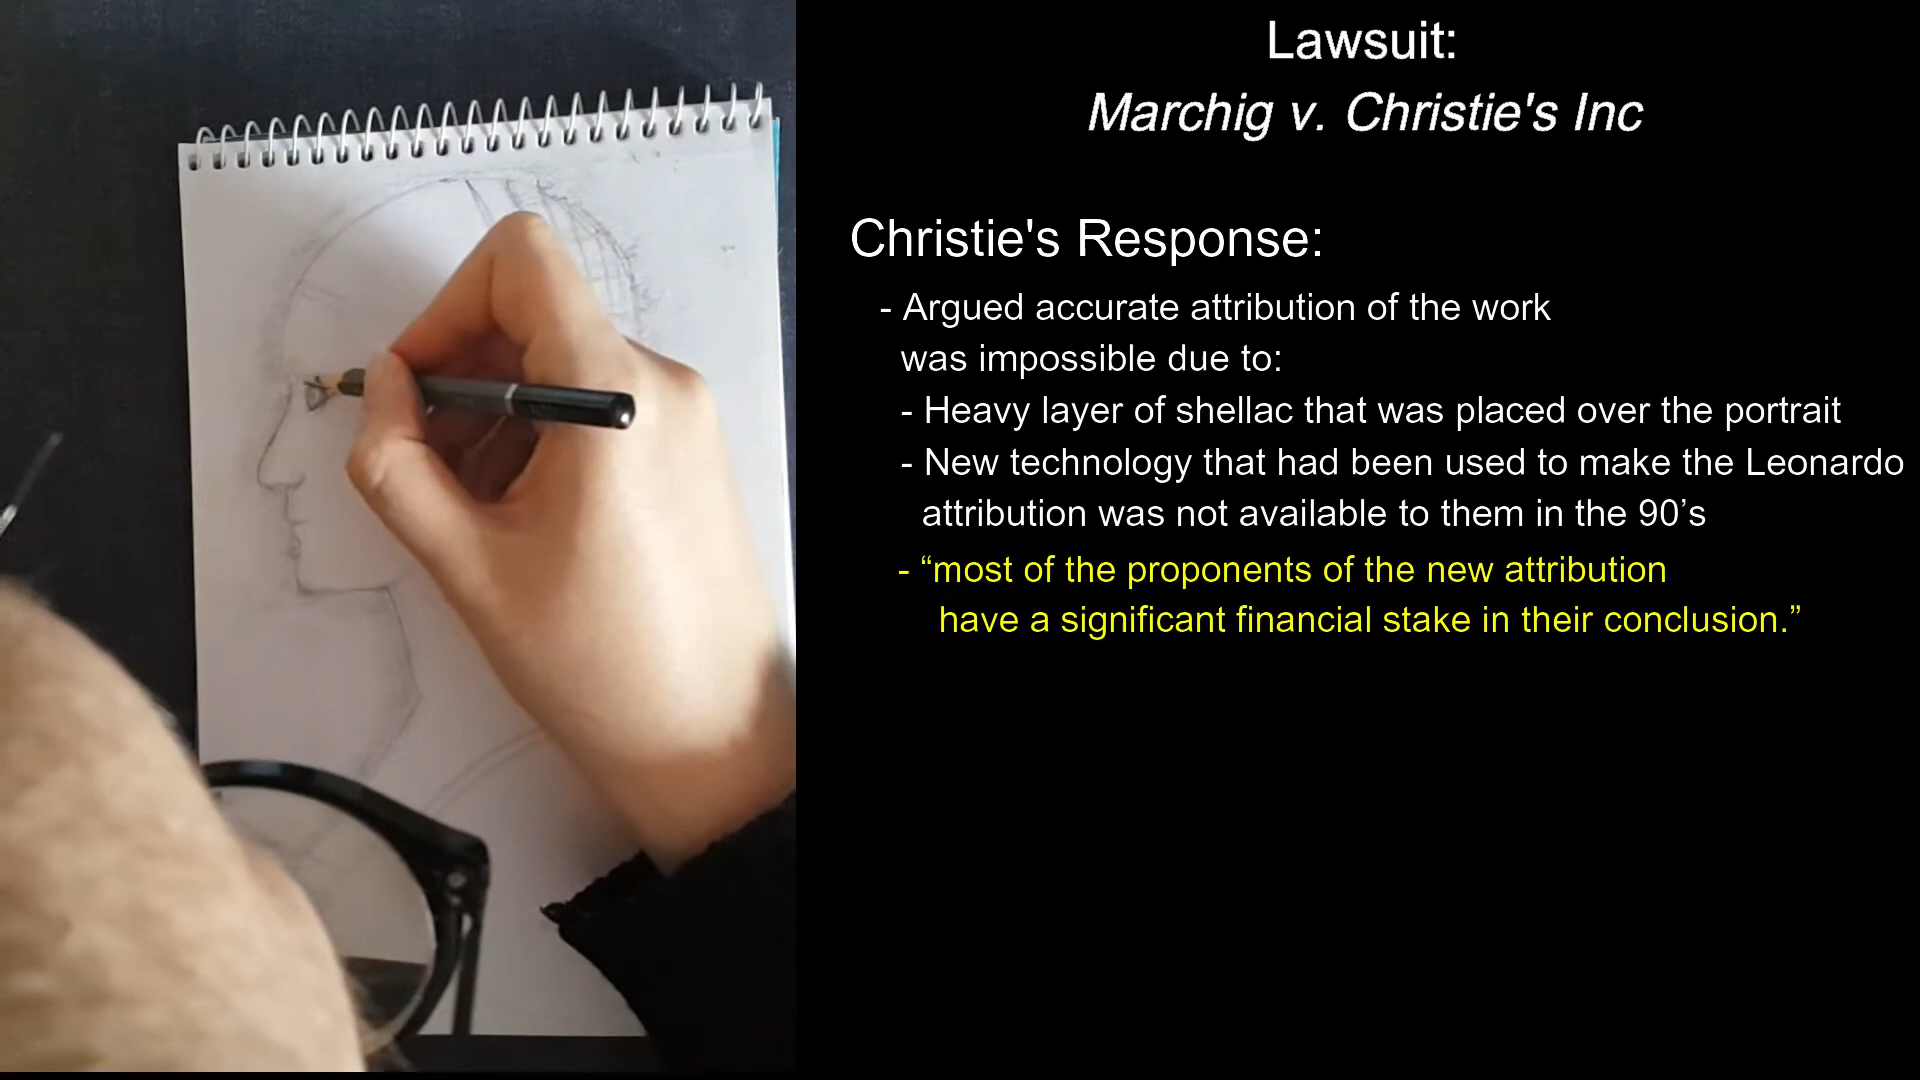 Lawsuit:
Marchig v. Christie's Inc
Christie's Response:
- Argued accurate attribution of the work
was impossible due to:
- Heavy layer of shellac that was placed over the portrait
- New technology that had been used to make the Leonardo
attribution was not available to them in the 90’s
- “most of the proponents of the new attribution
have a significant financial stake in their conclusion.”